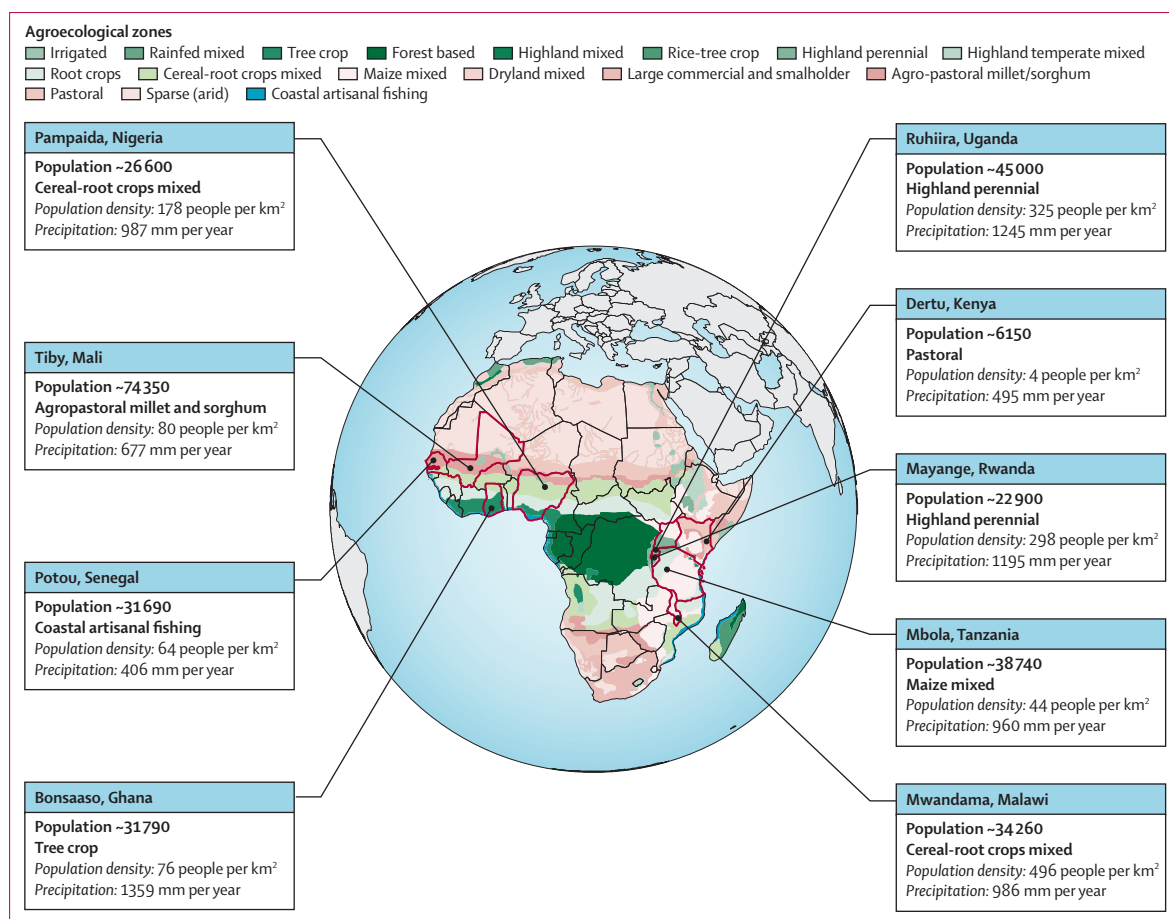 Agroecological zones
Irrigated Rainfed mixed Tree crop Forest based Highland mixed Rice-tree crop Highland perennial Highland temperate mixed
Root crops Cereal-root crops mixed Maize mixed Dryland mixed Large commercial and smallholder Agro-pastoral millet/sorghum
Pastoral Sparse (arid) Coastal artisanal fishing
Pampaida, Nigeria
Population ~26 600
Cereal-root crops mixed
Population density: 178 people per km²
Precipitation: 987 mm per year
Tiby, Mali
Population ~74 350
Agropastoral millet and sorghum
Population density: 80 people per km²
Precipitation: 677 mm per year
Potou, Senegal
Population ~31 690
Coastal artisanal fishing
Population density: 64 people per km²
Precipitation: 406 mm per year
Bonsaaso, Ghana
Population ~31 790
Tree crop
Population density: 76 people per km²
Precipitation: 1359 mm per year
Ruhiira, Uganda
Population ~45 000
Highland perennial
Population density: 325 people per km²
Precipitation: 1245 mm per year
Dertu, Kenya
Population ~6150
Pastoral
Population density: 4 people per km²
Precipitation: 495 mm per year
Mayange, Rwanda
Population ~22 900
Highland perennial
Population density: 298 people per km²
Precipitation: 1195 mm per year
Mbola, Tanzania
Population ~38 740
Maize mixed
Population density: 44 people per km²
Precipitation: 960 mm per year
Mwandama, Malawi
Population ~34 260
Cereal-root crops mixed
Population density: 496 people per km²
Precipitation: 986 mm per year